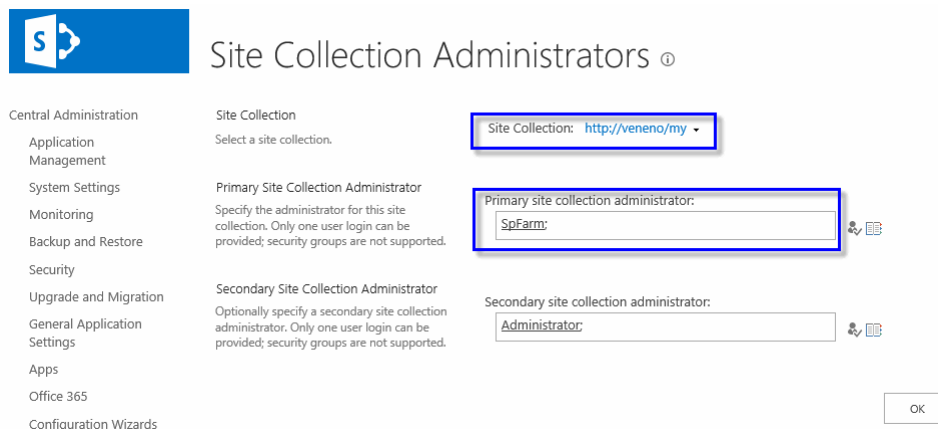 S
Site Collection Administrators
Central Administration
Application
Management
System Settings
Monitoring
Backup and Restore
Security
Upgrade and Migration
General Application
Settings
Apps
Office 365
Configuration Wizards
Site Collection
Select a site collection.
Site Collection: http://veneno/my
Primary Site Collection Administrator
Specify the administrator for this site
collection. Only one user login can be
provided; security groups are not supported.
Primary site collection administrator:
SpFarm;
Secondary Site Collection Administrator
Optionally specify a secondary site collection
administrator. Only one user login can be
provided; security groups are not supported.
Secondary site collection administrator:
Administrator;
OK